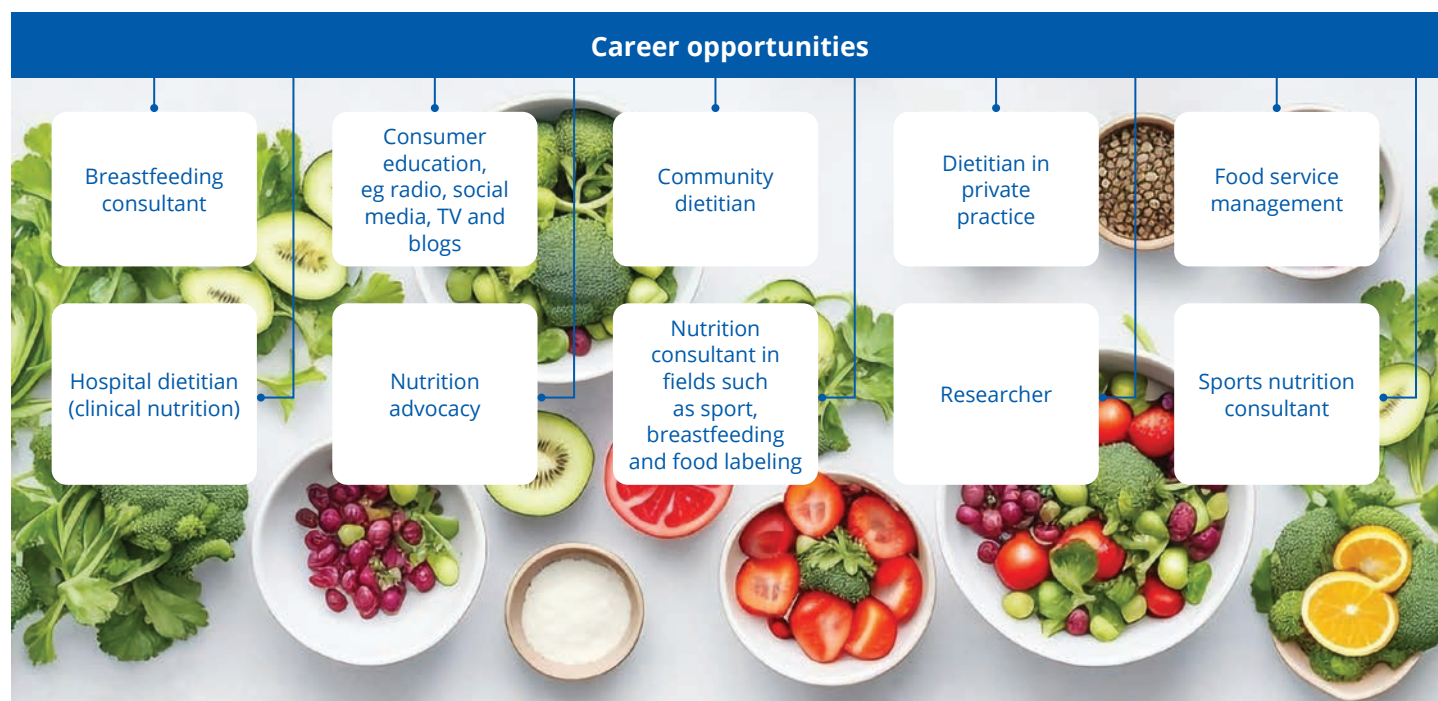 Career opportunities
Breastfeeding
consultant
Consumer
education,
eg radio, social
media, TV and
blogs
Community
dietitian
Dietitian in
private
practice
Food service
management
Hospital dietitian
(clinical nutrition)
Nutrition
advocacy
Nutrition
consultant in
fields such
as sport,
breastfeeding
and food labeling
Researcher
Sports nutrition
consultant